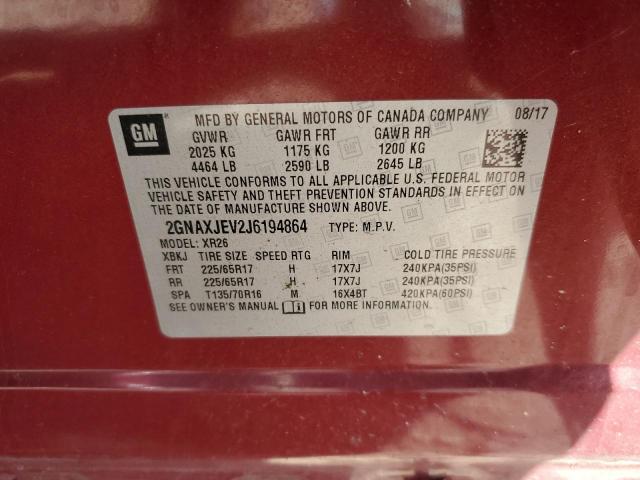 GM
MFD BY GENERAL MOTORS OF CANADA COMPANY 08/17
GVWR GAWR FRT GAWR RR
2025 KG 1175 KG 1200 KG
4464 LB 2590 LB 2645 LB
THIS VEHICLE CONFORMS TO ALL APPLICABLE U.S. FEDERAL MOTOR
VEHICLE SAFETY AND THEFT PREVENTION STANDARDS IN EFFECT ON
THE DATE OF MANUFACTURE SHOWN ABOVE.
2GNAXJEV2J6194864 TYPE: M.P.V.
MODEL: XR26
XBKJ TIRE SIZE SPEED RTG RIM COLD TIRE PRESSURE
FRT 225/65R17 H 17X7J 240KPA(35PSI)
RR 225/65R17 H 17X7J 240KPA(35PSI)
SPA T135/70R16 M 16X4BT 420KPA(60PSI)
SEE OWNER'S MANUAL FOR MORE INFORMATION